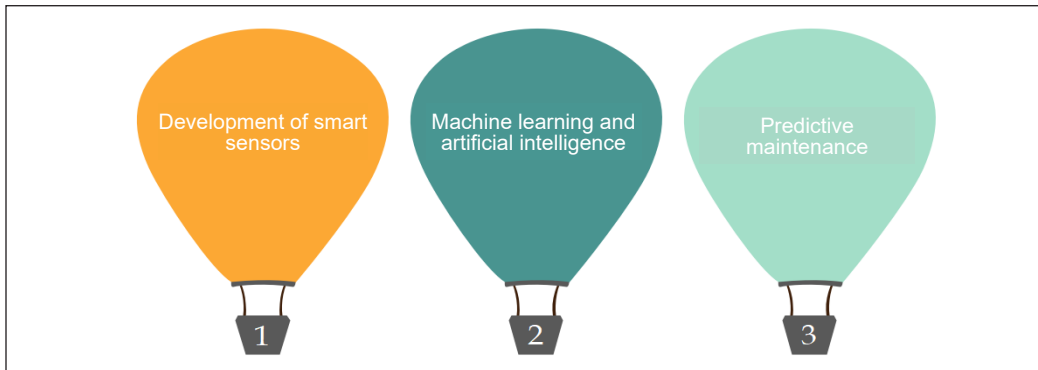 Development of smart
sensors
Machine learning and
artificial intelligence
Predictive
maintenance
1
2
3